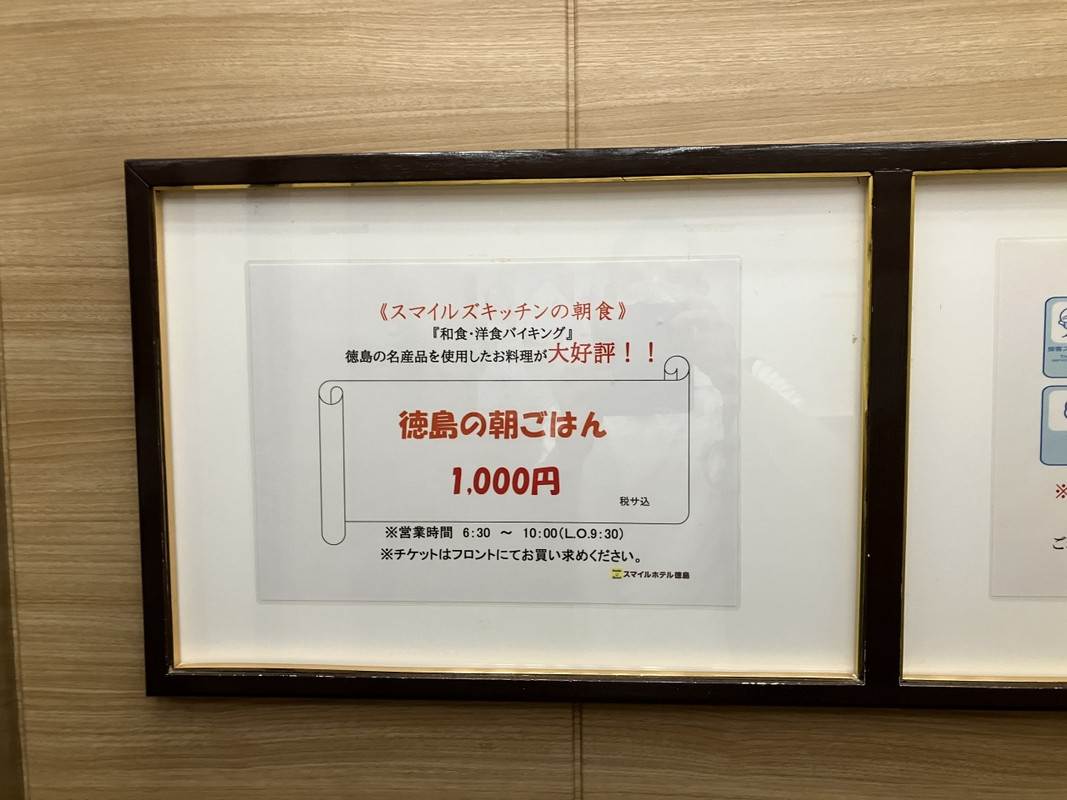 《スマイルズキッチンの朝食》
『和食・洋食バイキング』
徳島の名産品を使用したお料理が大好評！！
徳島の朝ごはん
1,000円
税サ込
※営業時間 6:30 ～ 10:00(L.O.9:30)
※チケットはフロントにてお買い求めください。
スマイルホテル徳島
※
ご